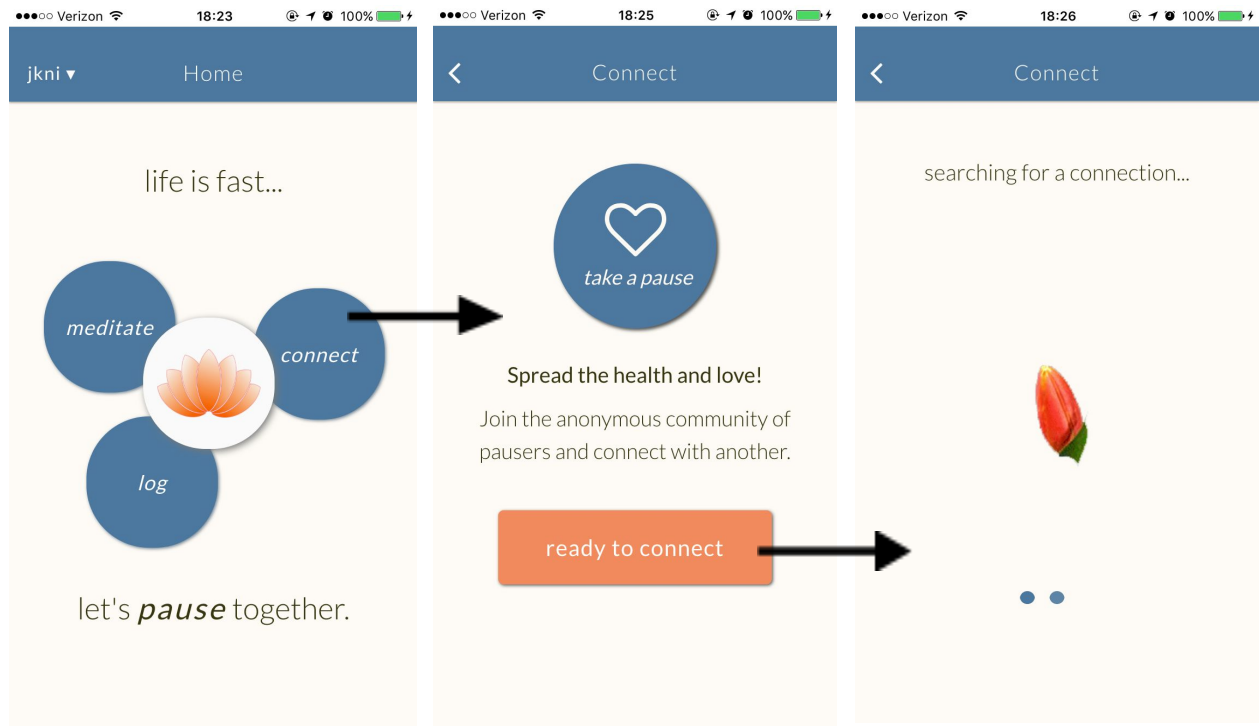 Verizon 18:23 100%
jkni ▾ Home
life is fast...
meditate
connect
log
let's pause together.
Verizon 18:25 100%
Connect
take a pause
Spread the health and love!
Join the anonymous community of
pausers and connect with another.
ready to connect
Verizon 18:26 100%
Connect
searching for a connection...